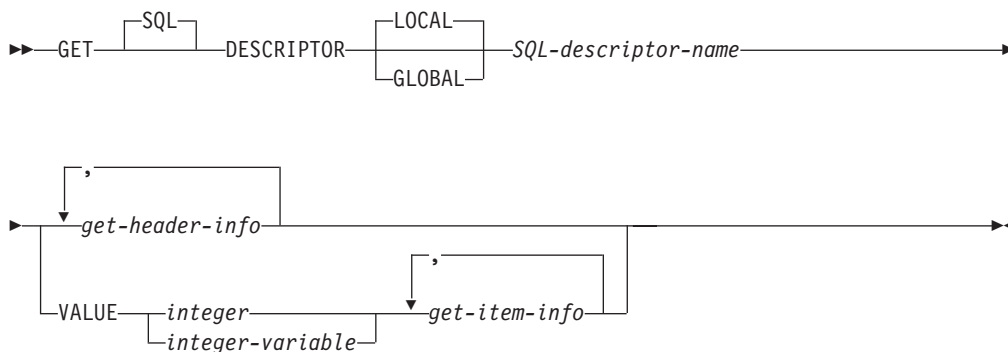 SQL LOCAL
GET DESCRIPTOR SQL-descriptor-name
GLOBAL
,
get-header-info
,
VALUE integer get-item-info
integer-variable